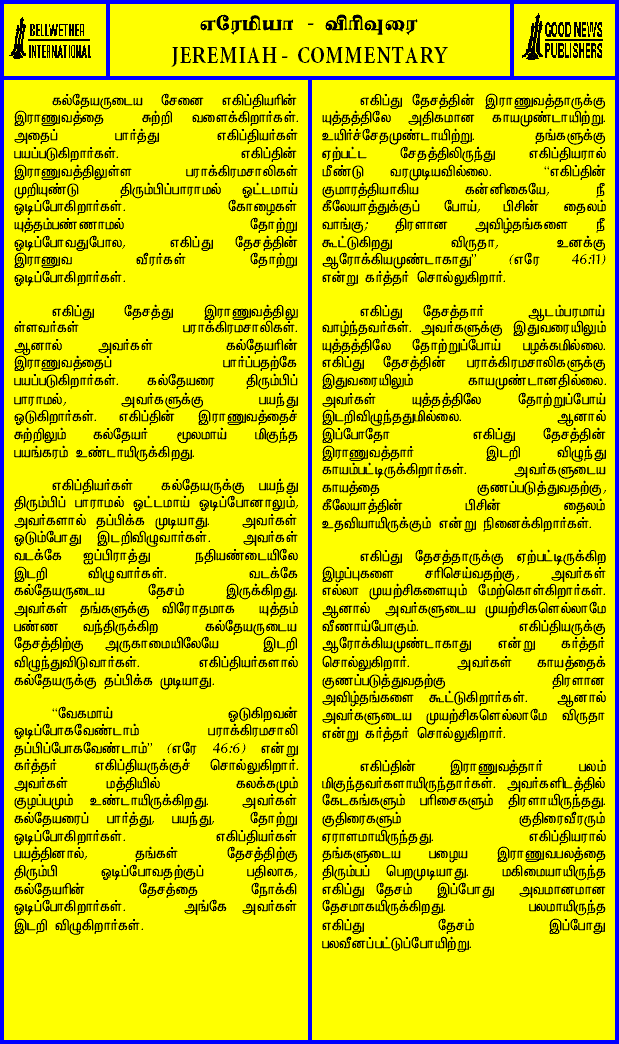 BELLWETHER
INTERNATIONAL
எரேமியா - விரிவுரை
JEREMIAH - COMMENTARY
GOOD NEWS
PUBLISHERS
கல்தேயருடைய சேனை எகிப்தியரின்
இராணுவத்தை சுற்றி வளைக்கிறார்கள்.
அதைப் பார்த்து எகிப்தியர்கள்
பயப்படுகிறார்கள். எகிப்தின்
இராணுவத்திலுள்ள பராக்கிரமசாலிகள்
முறியுண்டு திரும்பிப்பாராமல் ஓட்டமாய்
ஓடிப்போகிறார்கள். கோழைகள்
யுத்தம்பண்ணாமல் தோற்று
ஓடிப்போவதுபோல, எகிப்து தேசத்தின்
இராணுவ வீரர்கள் தோற்று
ஓடிப்போகிறார்கள்.
எகிப்து தேசத்து இராணுவத்திலு
ள்ளவர்கள் பராக்கிரமசாலிகள்.
ஆனால் அவர்கள் கல்தேயரின்
இராணுவத்தைப் பார்ப்பதற்கே
பயப்படுகிறார்கள். கல்தேயரை திரும்பிப்
பாராமல், அவர்களுக்கு பயந்து
ஓடுகிறார்கள். எகிப்தின் இராணுவத்தைச்
சுற்றிலும் கல்தேயர் மூலமாய் மிகுந்த
பயங்கரம் உண்டாயிருக்கிறது.
எகிப்தியர்கள் கல்தேயருக்கு பயந்து
திரும்பிப் பாராமல் ஓட்டமாய் ஓடிப்போனாலும்,
அவர்களால் தப்பிக்க முடியாது. அவர்கள்
ஓடும்போது இடறிவிழுவார்கள். அவர்கள்
வடக்கே ஐப்பிராத்து நதியண்டையிலே
இடறி விழுவார்கள். வடக்கே
கல்தேயருடைய தேசம் இருக்கிறது.
அவர்கள் தங்களுக்கு விரோதமாக யுத்தம்
பண்ண வந்திருக்கிற கல்தேயருடைய
தேசத்திற்கு அருகாமையிலேயே இடறி
விழுந்துவிடுவார்கள். எகிப்தியர்களால்
கல்தேயருக்கு தப்பிக்க முடியாது.
“வேகமாய் ஓடுகிறவன்
ஓடிப்போகவேண்டாம் பராக்கிரமசாலி
தப்பிப்போகவேண்டாம்” (எரே 46:6) என்று
கர்த்தர் எகிப்தியருக்குச் சொல்லுகிறார்.
அவர்கள் மத்தியில் கலக்கமும்
குழப்பமும் உண்டாயிருக்கிறது. அவர்கள்
கல்தேயரைப் பார்த்து, பயந்து, தோற்று
ஓடிப்போகிறார்கள். எகிப்தியர்கள்
பயத்தினால், தங்கள் தேசத்திற்கு
திரும்பி ஓடிப்போவதற்குப் பதிலாக,
கல்தேயரின் தேசத்தை நோக்கி
ஓடிப்போகிறார்கள். அங்கே அவர்கள்
இடறி விழுகிறார்கள்.
எகிப்து தேசத்தின் இராணுவத்தாருக்கு
யுத்தத்திலே அதிகமான காயமுண்டாயிற்று.
உயிர்ச்சேதமுண்டாயிற்று. தங்களுக்கு
ஏற்பட்ட சேதத்திலிருந்து எகிப்தியரால்
மீண்டு வரமுடியவில்லை. “எகிப்தின்
குமாரத்தியாகிய கன்னிகையே, நீ
கீலேயாத்துக்குப் போய், பிசின் தைலம்
வாங்கு; திரளான அவிழ்தங்களை நீ
கூட்டுகிறது விருதா, உனக்கு
ஆரோக்கியமுண்டாகாது” (எரே 46:11)
என்று கர்த்தர் சொல்லுகிறார்.
எகிப்து தேசத்தார் ஆடம்பரமாய்
வாழ்ந்தவர்கள். அவர்களுக்கு இதுவரையிலும்
யுத்தத்திலே தோற்றுப்போய் பழக்கமில்லை.
எகிப்து தேசத்தின் பராக்கிரமசாலிகளுக்கு
இதுவரையிலும் காயமுண்டானதில்லை.
அவர்கள் யுத்தத்திலே தோற்றுப்போய்
இடறிவிழுந்ததுமில்லை. ஆனால்
இப்போதோ எகிப்து தேசத்தின்
இராணுவத்தார் இடறி விழுந்து
காயம்பட்டிருக்கிறார்கள். அவர்களுடைய
காயத்தை குணப்படுத்துவதற்கு,
கீலேயாத்தின் பிசின் தைலம்
உதவியாயிருக்கும் என்று நினைக்கிறார்கள்.
எகிப்து தேசத்தாருக்கு ஏற்பட்டிருக்கிற
இழப்புகளை சரிசெய்வதற்கு, அவர்கள்
எல்லா முயற்சிகளையும் மேற்கொள்கிறார்கள்.
ஆனால் அவர்களுடைய முயற்சிகளெல்லாமே
வீணாய்போகும். எகிப்தியருக்கு
ஆரோக்கியமுண்டாகாது என்று கர்த்தர்
சொல்லுகிறார். அவர்கள் காயத்தைக்
குணப்படுத்துவதற்கு திரளான
அவிழ்தங்களை கூட்டுகிறார்கள். ஆனால்
அவர்களுடைய முயற்சிகளெல்லாமே விருதா
என்று கர்த்தர் சொல்லுகிறார்.
எகிப்தின் இராணுவத்தார் பலம்
மிகுந்தவர்களாயிருந்தார்கள். அவர்களிடத்தில்
கேடகங்களும் பரிசைகளும் திரளாயிருந்தது.
குதிரைகளும் குதிரைவீரரும்
ஏராளமாயிருந்தது. எகிப்தியரால்
தங்களுடைய பழைய இராணுவபலத்தை
திரும்பப் பெறமுடியாது. மகிமையாயிருந்த
எகிப்து தேசம் இப்போது அவமானமான
தேசமாகயிருக்கிறது. பலமாயிருந்த
எகிப்து தேசம் இப்போது
பலவீனப்பட்டுப்போயிற்று.